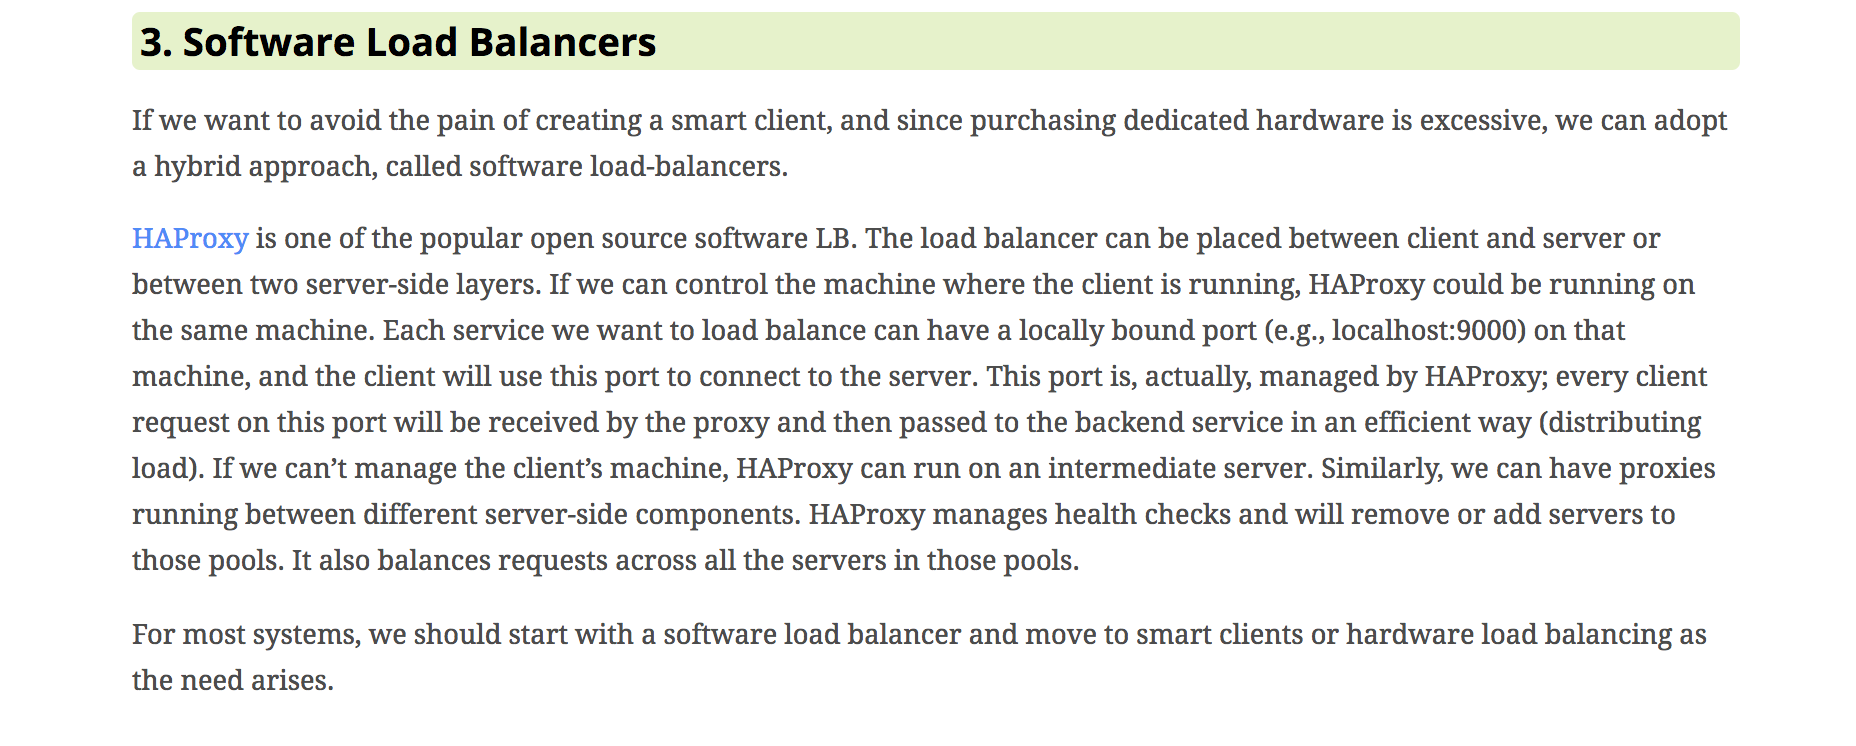 3. Software Load Balancers
If we want to avoid the pain of creating a smart client, and since purchasing dedicated hardware is excessive, we can adopt
a hybrid approach, called software load-balancers.
HAProxy is one of the popular open source software LB. The load balancer can be placed between client and server or
between two server-side layers. If we can control the machine where the client is running, HAProxy could be running on
the same machine. Each service we want to load balance can have a locally bound port (e.g., localhost:9000) on that
machine, and the client will use this port to connect to the server. This port is, actually, managed by HAProxy; every client
request on this port will be received by the proxy and then passed to the backend service in an efficient way (distributing
load). If we can’t manage the client’s machine, HAProxy can run on an intermediate server. Similarly, we can have proxies
running between different server-side components. HAProxy manages health checks and will remove or add servers to
those pools. It also balances requests across all the servers in those pools.
For most systems, we should start with a software load balancer and move to smart clients or hardware load balancing as
the need arises.